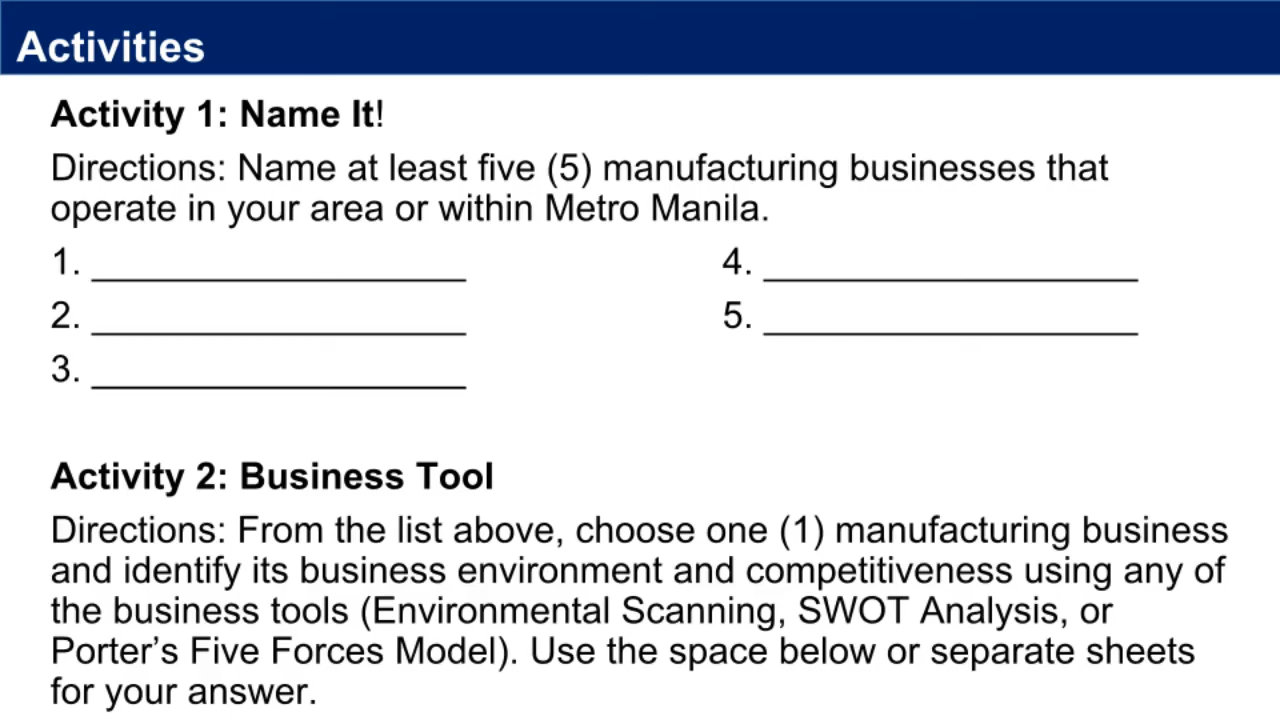 Activities
Activity 1: Name It!
Directions: Name at least five (5) manufacturing businesses that
operate in your area or within Metro Manila.
1. ____________________
4. ____________________
2. ____________________
5. ____________________
3. ____________________
Activity 2: Business Tool
Directions: From the list above, choose one (1) manufacturing business
and identify its business environment and competitiveness using any of
the business tools (Environmental Scanning, SWOT Analysis, or
Porter’s Five Forces Model). Use the space below or separate sheets
for your answer.